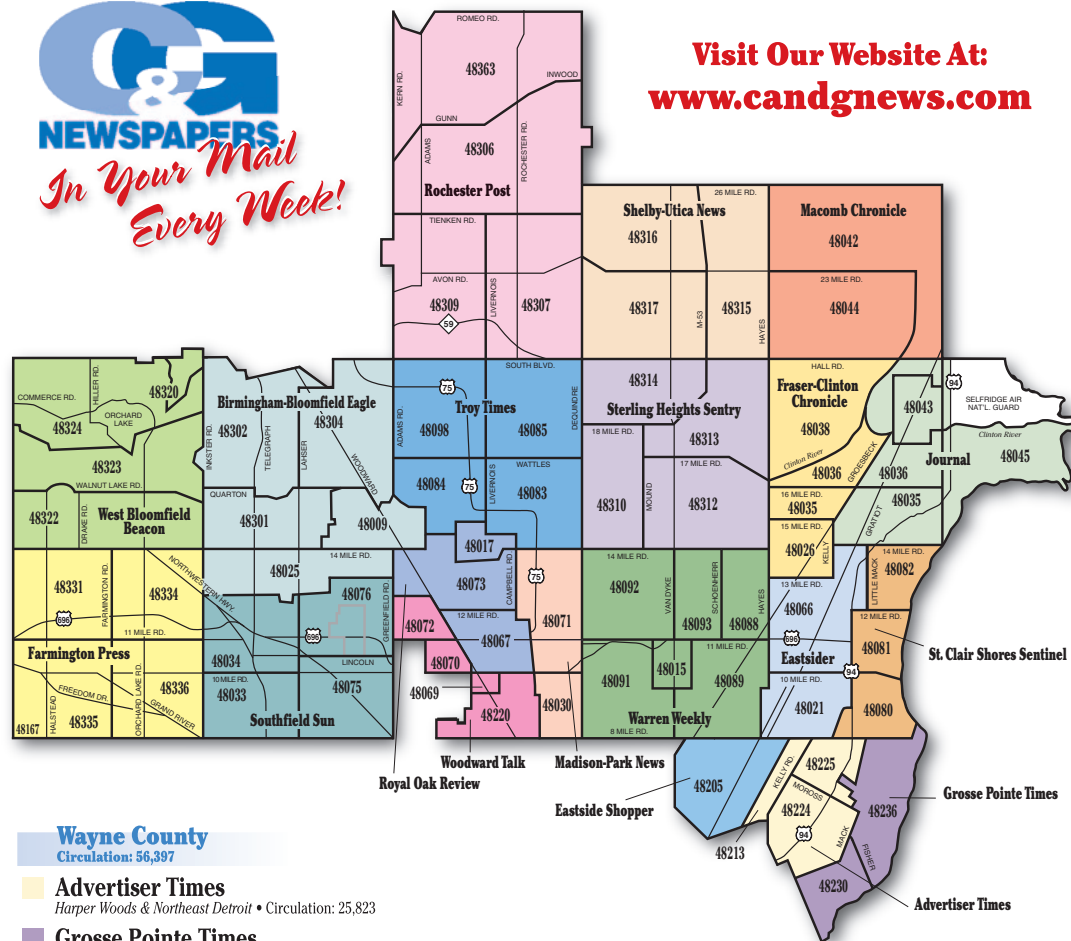 C&G
NEWSPAPERS
In Your Mail
Every Week!
Visit Our Website At:
www.candgnews.com
ROMEO RD.
KERN RD.
48363
INWOOD
GUNN
ADAMS
48306
ROCHESTER RD.
Rochester Post
TIENKEN RD.
AVON RD.
48309
LIVERNOIS
48307
59
26 MILE RD.
Shelby-Utica News
48316
48317
M-53
48315
HAYES
Macomb Chronicle
48042
23 MILE RD.
48044
HILLER RD.
48320
COMMERCE RD.
ORCHARD
LAKE
48324
48323
WALNUT LAKE RD.
48322
DRAKE RD.
West Bloomfield
Beacon
Birmingham-Bloomfield Eagle
48302
48304
INKSTER RD.
TELEGRAPH
LAHSER
WOODWARD
QUARTON
48301
48009
14 MILE RD.
48025
SOUTH BLVD.
75
Troy Times
ADAMS RD.
48098
48085
DEQUINDRE
WATTLES
48084
75
LIVERNOIS
48083
48017
48314
Sterling Heights Sentry
18 MILE RD.
48313
17 MILE RD.
48310
MOUND
48312
HALL RD.
Fraser-Clinton
Chronicle
48038
Clinton River
48036
GROESBECK
16 MILE RD.
48035
15 MILE RD.
48026
KELLY
94
SELFRIDGE AIR
NAT'L. GUARD
48043
Clinton River
Journal
48045
48036
48035
GRATIOT
48331
FARMINGTON RD.
48334
NORTHWESTERN HWY.
696
11 MILE RD.
Farmington Press
ORCHARD LAKE RD.
48336
FREEDOM DR.
GRAND RIVER
HALSTEAD
48167
48335
48076
GREENFIELD RD.
696
LINCOLN
48034
10 MILE RD.
48033
48075
Southfield Sun
48073
CAMPBELL RD.
12 MILE RD.
48067
48072
48070
48069
48220
75
48071
48030
Woodward Talk
Royal Oak Review
Madison-Park News
14 MILE RD.
48092
VAN DYKE
SCHOENHERR
HAYES
48093
48088
11 MILE RD.
48015
48091
48089
Warren Weekly
8 MILE RD.
13 MILE RD.
48066
696
Eastsider
10 MILE RD.
94
48021
14 MILE RD.
LITTLE MACK
48082
12 MILE RD.
48081
48080
St. Clair Shores Sentinel
48205
Eastside Shopper
KELLY RD.
48225
MOROSS
48224
94
MACK
48213
48236
FISHER
48230
Grosse Pointe Times
Advertiser Times
Wayne County
Circulation: 56,397
Advertiser Times
Harper Woods & Northeast Detroit • Circulation: 25,823
Grosse Pointe Times